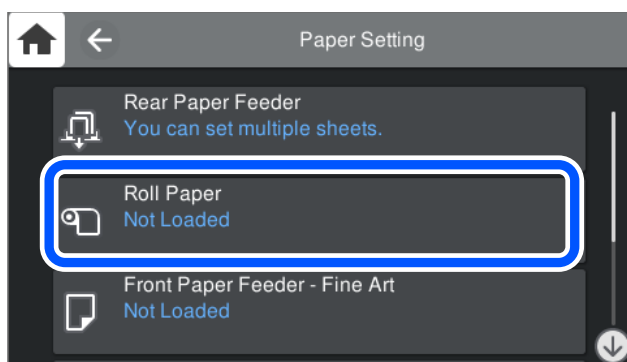 Paper Setting
Rear Paper Feeder
You can set multiple sheets.
Roll Paper
Not Loaded
Front Paper Feeder - Fine Art
Not Loaded